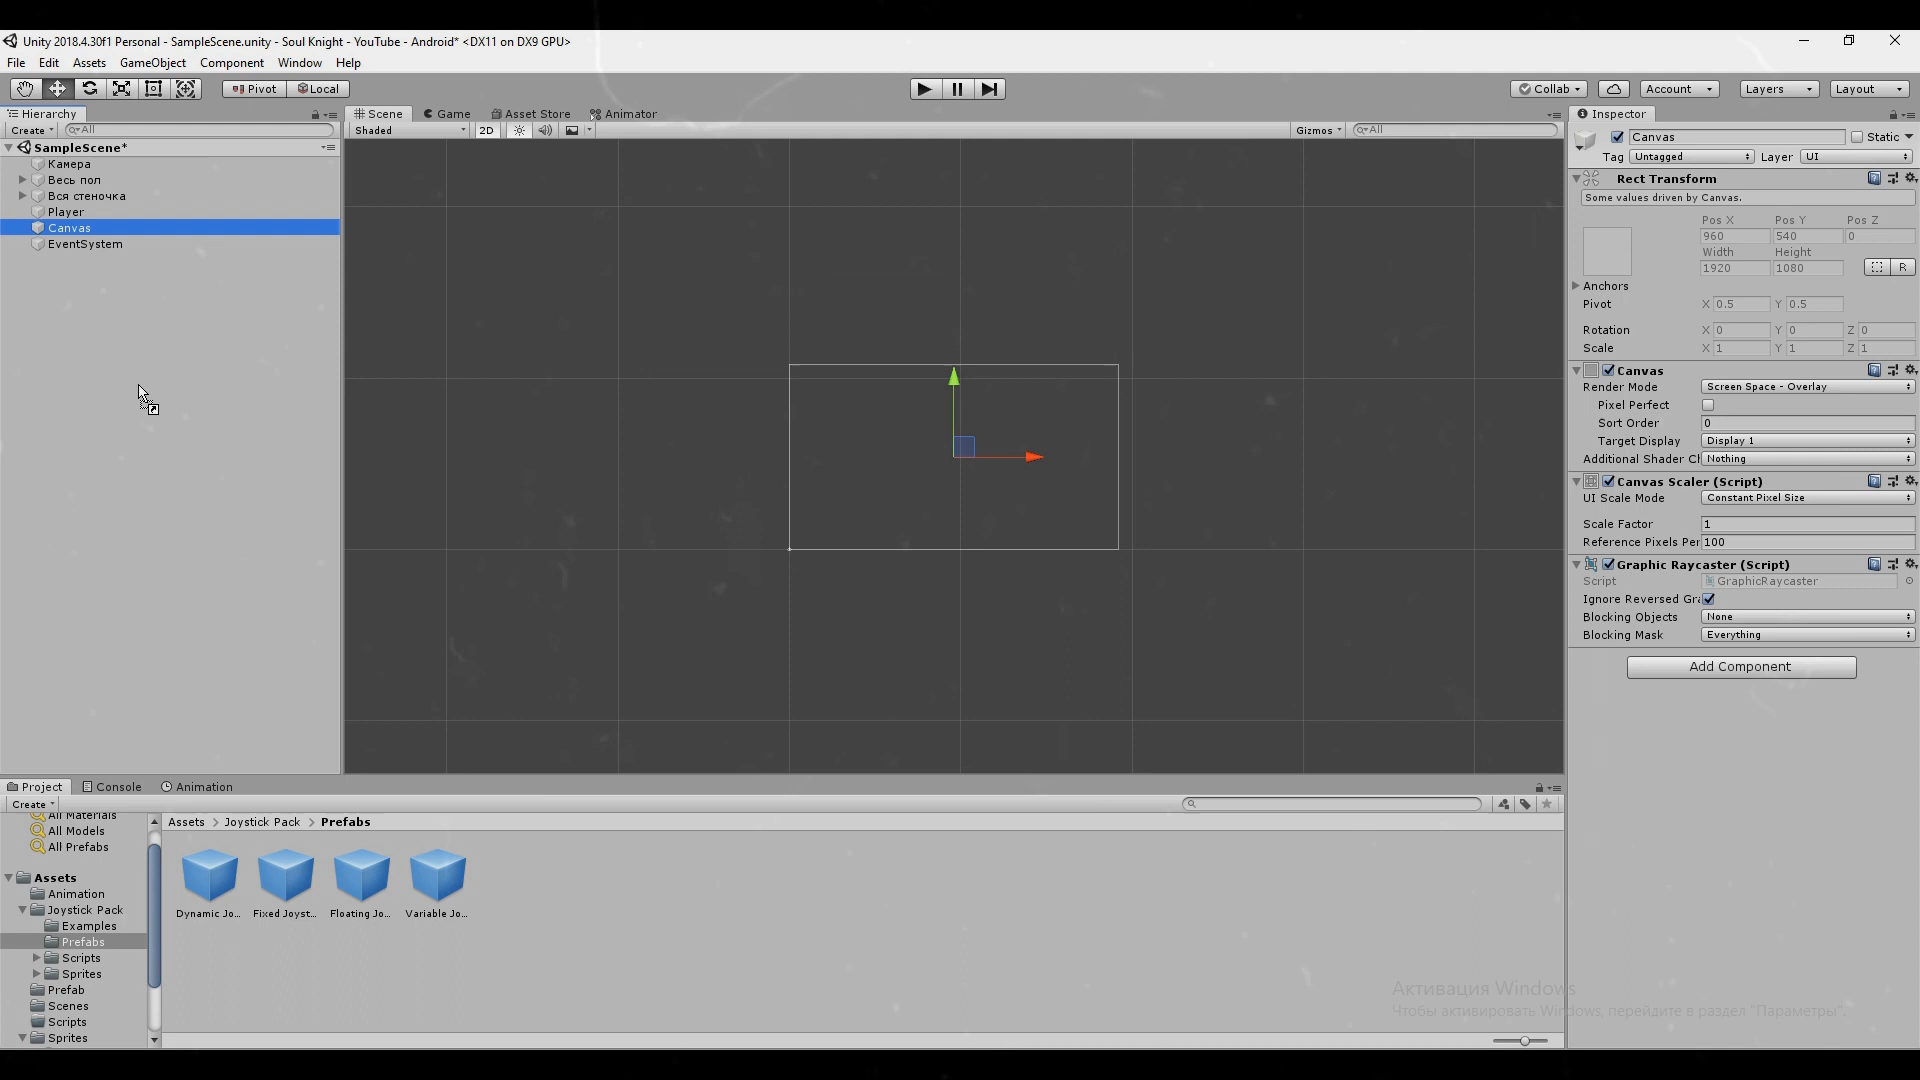 Unity 2018.4.30f1 Personal - SampleScene.unity - Soul Knight - YouTube - Android* <DX11 on DX9 GPU>
File Edit Assets GameObject Component Window Help
Pivot Local Collab Account Layers Layout
Hierarchy
Create All
SampleScene*
Камера
Весь пол
Вся стеночка
Player
Canvas
EventSystem
Scene Game Asset Store Animator
Shaded 2D Gizmos All
Inspector
Canvas Static
Tag Untagged Layer UI
Rect Transform
Some values driven by Canvas.
Pos X Pos Y Pos Z
960 540 0
Width Height
1920 1080 R
Anchors
Pivot X 0.5 Y 0.5
Rotation X 0 Y 0 Z 0
Scale X 1 Y 1 Z 1
Canvas
Render Mode Screen Space - Overlay
Pixel Perfect
Sort Order 0
Target Display Display 1
Additional Shader Ch Nothing
Canvas Scaler (Script)
UI Scale Mode Constant Pixel Size
Scale Factor 1
Reference Pixels Per 100
Graphic Raycaster (Script)
Script GraphicRaycaster
Ignore Reversed Gra
Blocking Objects None
Blocking Mask Everything
Add Component
Project Console Animation
Create
All Materials
All Models
All Prefabs
Assets
Animation
Joystick Pack
Examples
Prefabs
Scripts
Sprites
Prefab
Scenes
Scripts
Sprites
Assets > Joystick Pack > Prefabs
Dynamic Jo... Fixed Joyst... Floating Jo... Variable Jo...
Активация Windows
Чтобы активировать Windows, перейдите в раздел "Параметры".